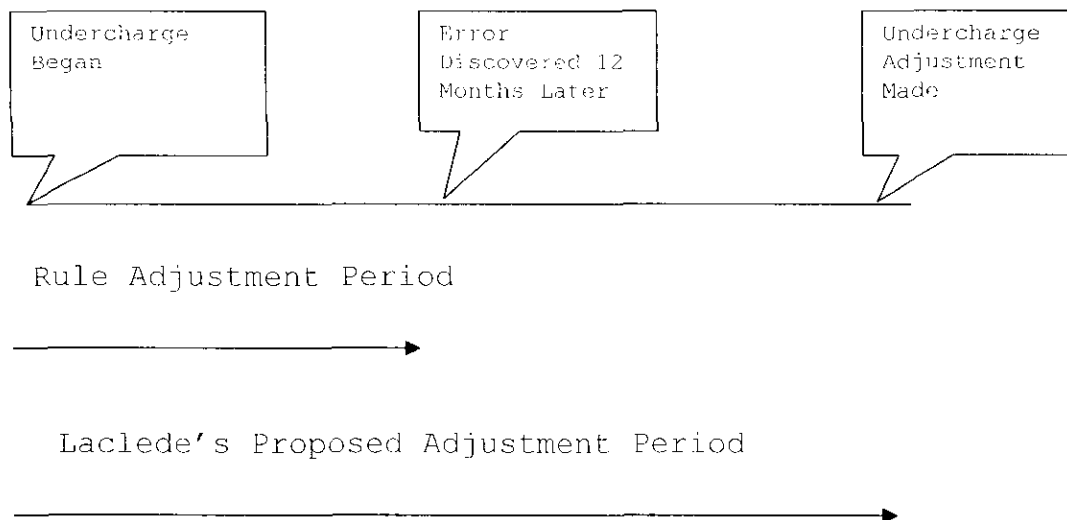 Undercharge
Began
Error
Discovered 12
Months Later
Undercharge
Adjustment
Made
Rule Adjustment Period
Laclede's Proposed Adjustment Period